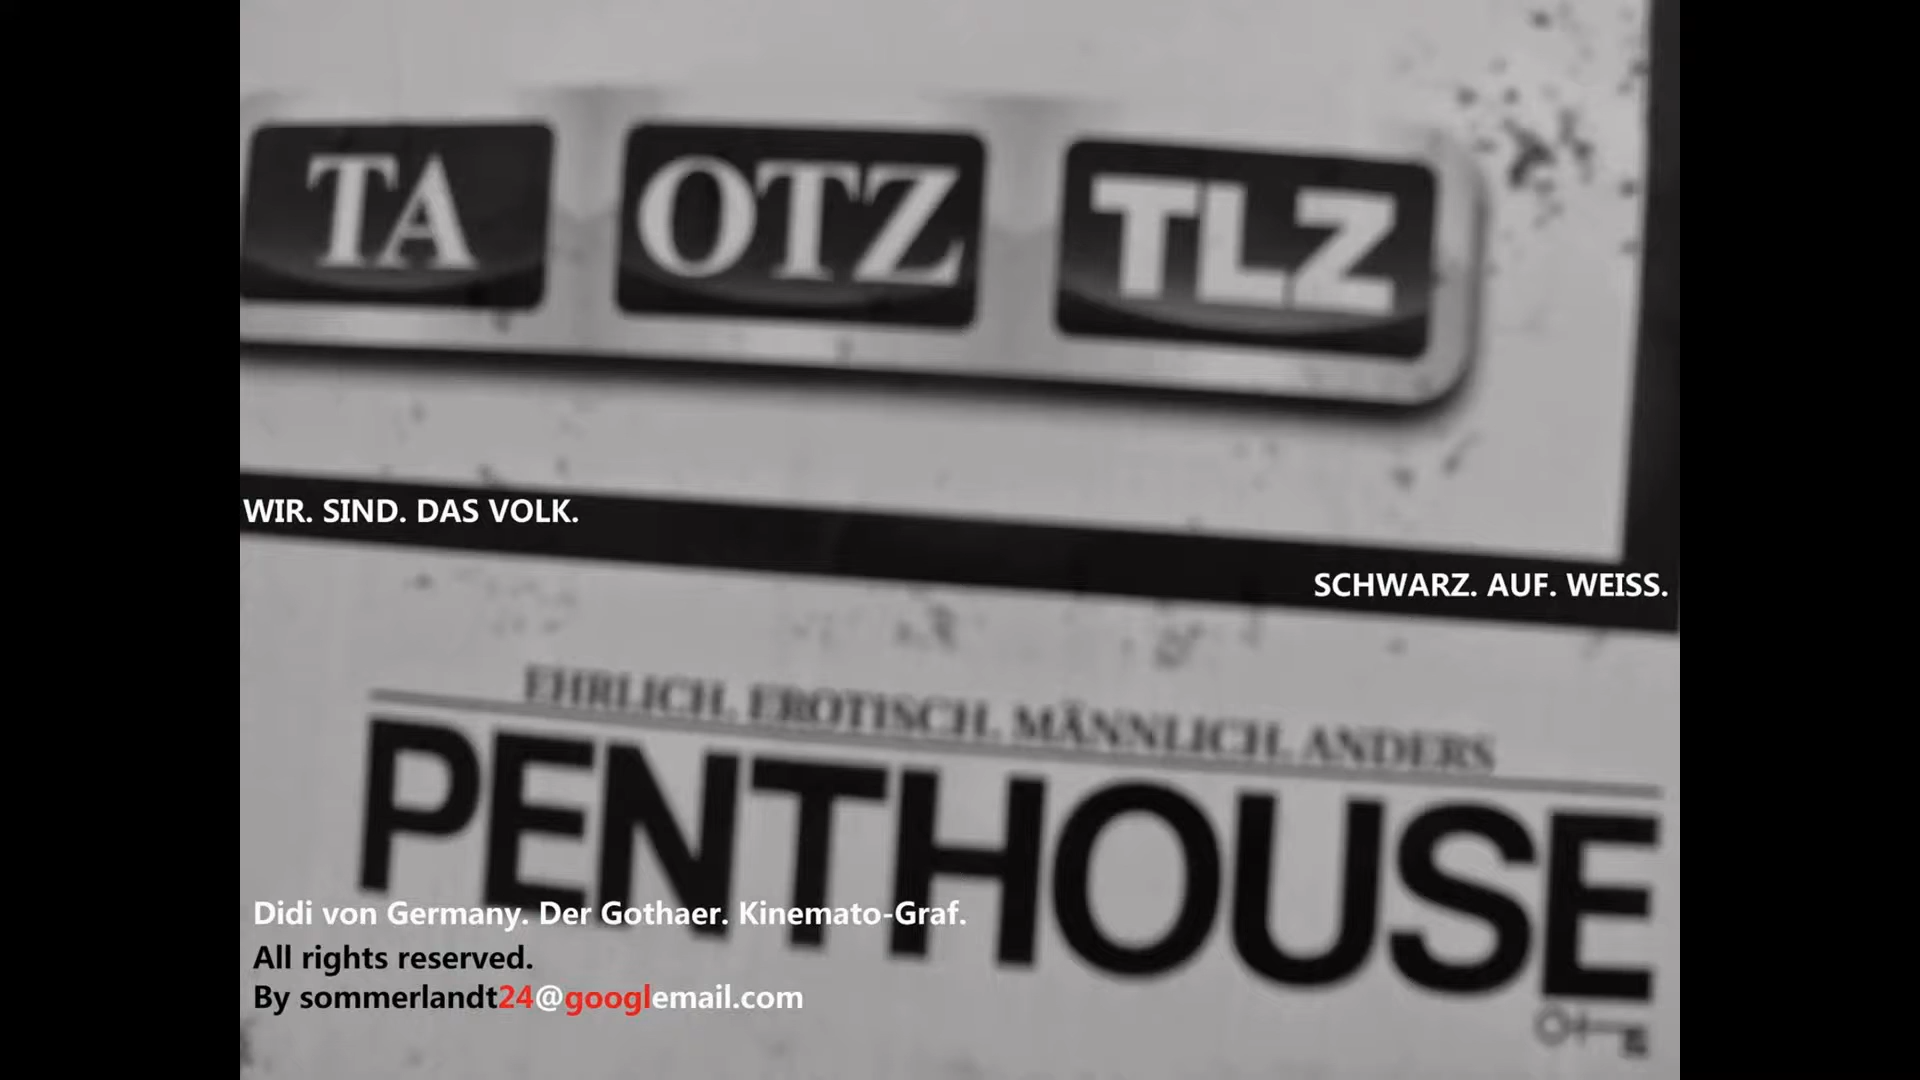 TA OTZ TLZ
WIR. SIND. DAS VOLK.
SCHWARZ. AUF. WEISS.
EHRLICH. EROTISCH. MÄNNLICH. ANDERS
PENTHOUSE
Didi von Germany. Der Gothaer. Kinemato-Graf.
All rights reserved.
By sommerlandt24@googlemail.com